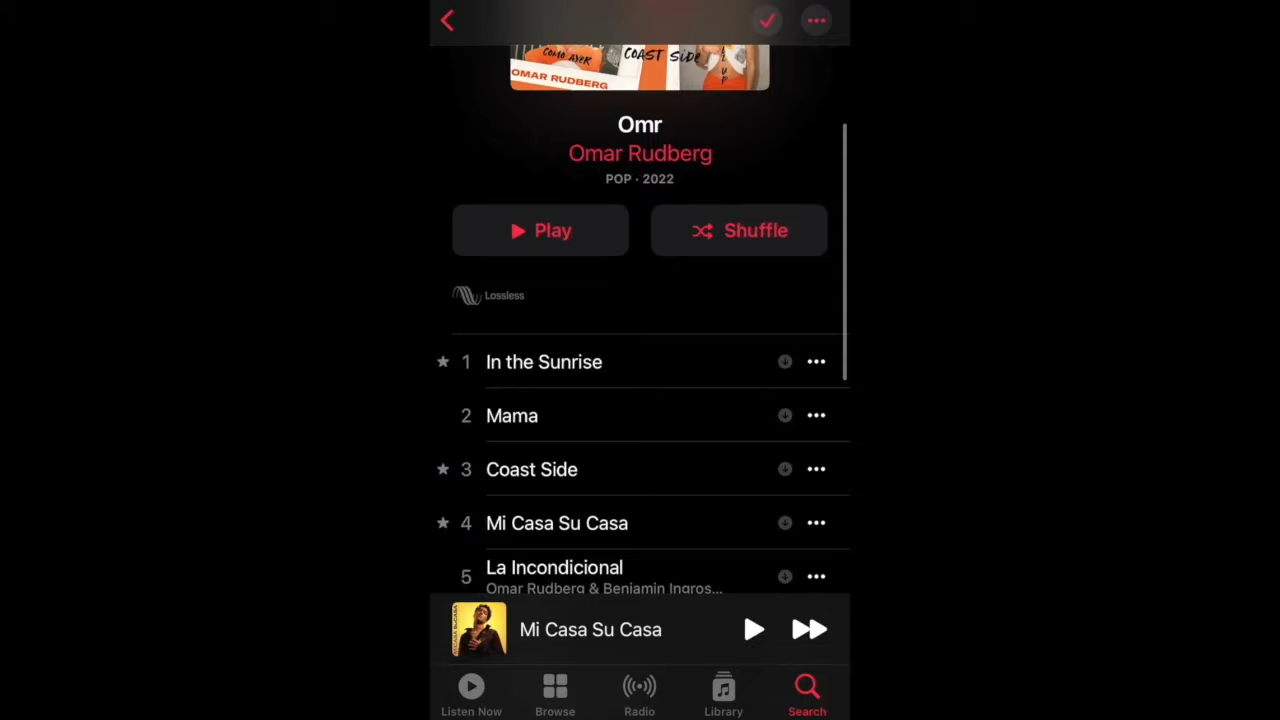 COMO AYER
COAST SIDE
OMAR RUDBERG
Omr
Omar Rudberg
POP · 2022
Play
Shuffle
Lossless
★ 1 In the Sunrise
2 Mama
★ 3 Coast Side
★ 4 Mi Casa Su Casa
5 La Incondicional
Omar Rudberg & Benjamin Ingros...
Mi Casa Su Casa
Listen Now
Browse
Radio
Library
Search